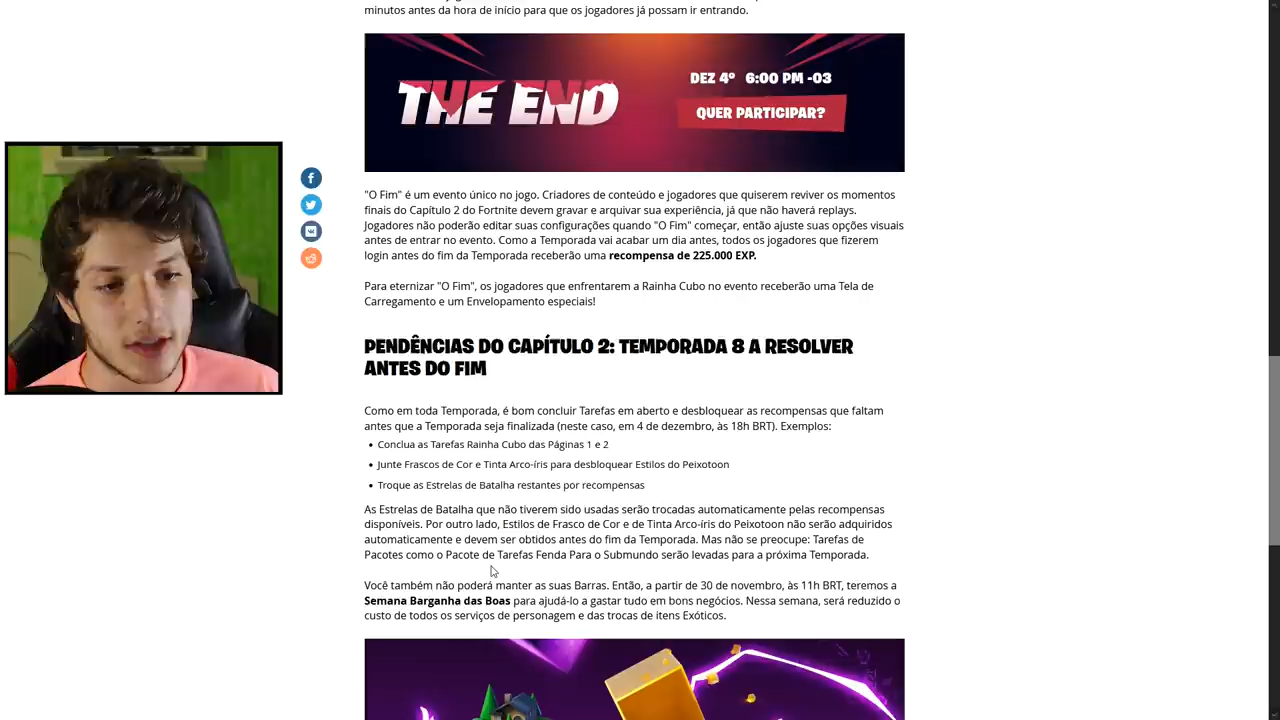 minutos antes da hora de início para que os jogadores já possam ir entrando.
THE END
DEZ 4º 6:00 PM -03
QUER PARTICIPAR?
"O Fim" é um evento único no jogo. Criadores de conteúdo e jogadores que quiserem reviver os momentos
finais do Capítulo 2 do Fortnite devem gravar e arquivar sua experiência, já que não haverá replays.
Jogadores não poderão editar suas configurações quando "O Fim" começar, então ajuste suas opções visuais
antes de entrar no evento. Como a Temporada vai acabar um dia antes, todos os jogadores que fizerem
login antes do fim da Temporada receberão uma recompensa de 225.000 EXP.
Para eternizar "O Fim", os jogadores que enfrentarem a Rainha Cubo no evento receberão uma Tela de
Carregamento e um Envelopamento especiais!
PENDÊNCIAS DO CAPÍTULO 2: TEMPORADA 8 A RESOLVER
ANTES DO FIM
Como em toda Temporada, é bom concluir Tarefas em aberto e desbloquear as recompensas que faltam
antes que a Temporada seja finalizada (neste caso, em 4 de dezembro, às 18h BRT). Exemplos:
• Conclua as Tarefas Rainha Cubo das Páginas 1 e 2
• Junte Frascos de Cor e Tinta Arco-íris para desbloquear Estilos do Peixotoon
• Troque as Estrelas de Batalha restantes por recompensas
As Estrelas de Batalha que não tiverem sido usadas serão trocadas automaticamente pelas recompensas
disponíveis. Por outro lado, Estilos de Frasco de Cor e de Tinta Arco-íris do Peixotoon não serão adquiridos
automaticamente e devem ser obtidos antes do fim da Temporada. Mas não se preocupe: Tarefas de
Pacotes como o Pacote de Tarefas Fenda Para o Submundo serão levadas para a próxima Temporada.
Você também não poderá manter as suas Barras. Então, a partir de 30 de novembro, às 11h BRT, teremos a
Semana Barganha das Boas para ajudá-lo a gastar tudo em bons negócios. Nessa semana, será reduzido o
custo de todos os serviços de personagem e das trocas de itens Exóticos.